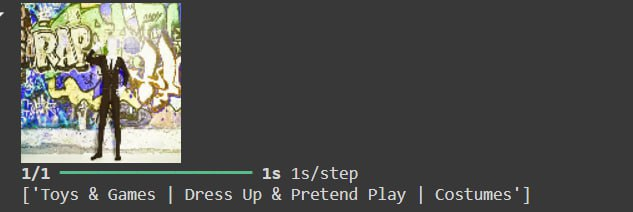 RAP
1/1 ━━━━━━━━━━━━━━━━━━━━ 1s 1s/step
['Toys & Games | Dress Up & Pretend Play | Costumes']